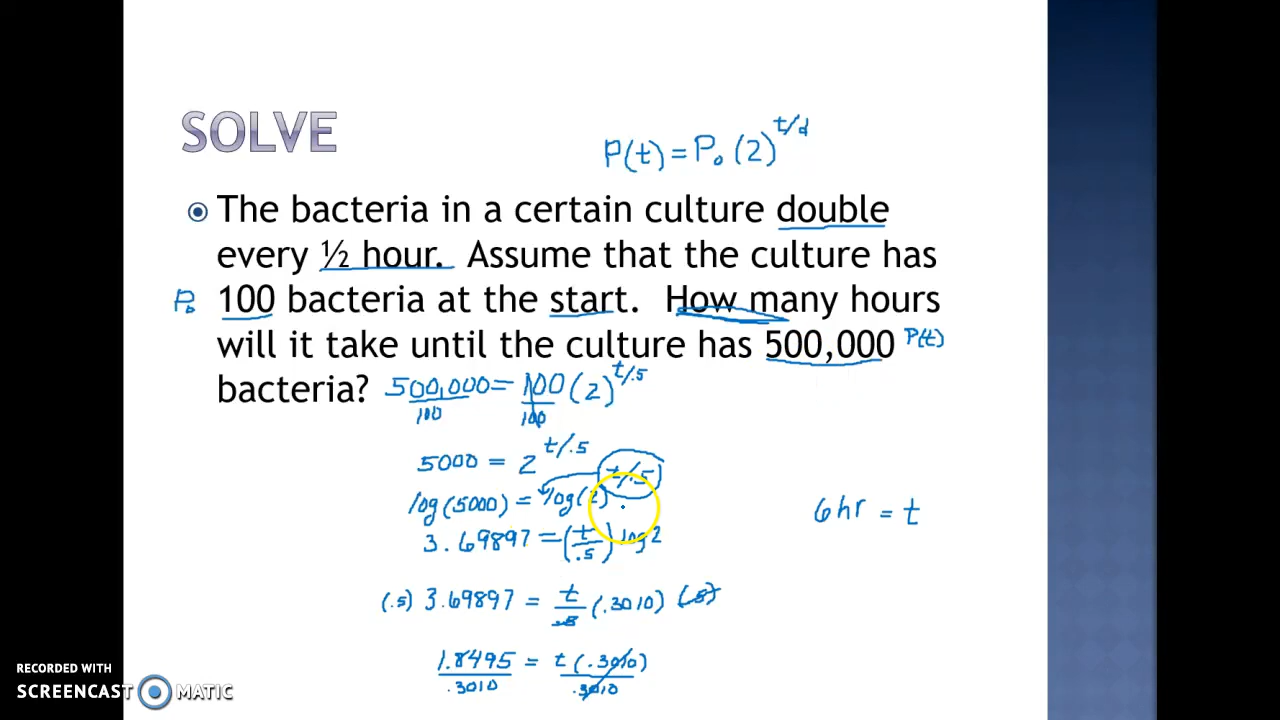 SOLVE
P(t) = P₀ (2)^t/d
The bacteria in a certain culture double
every ½ hour. Assume that the culture has
P₀ 100 bacteria at the start. How many hours
will it take until the culture has 500,000 P(t)
bacteria? 500,000 = 100 (2)^t/.5
100 100
5000 = 2^t/.5
log(5000) = log(2)^t/.5
6 hr = t
3.69897 = (t/.5) log 2
(.5) 3.69897 = t/.5 (.3010) (.5)
1.8495 = t (.3010)
.3010 .3010
RECORDED WITH
SCREENCAST MATIC